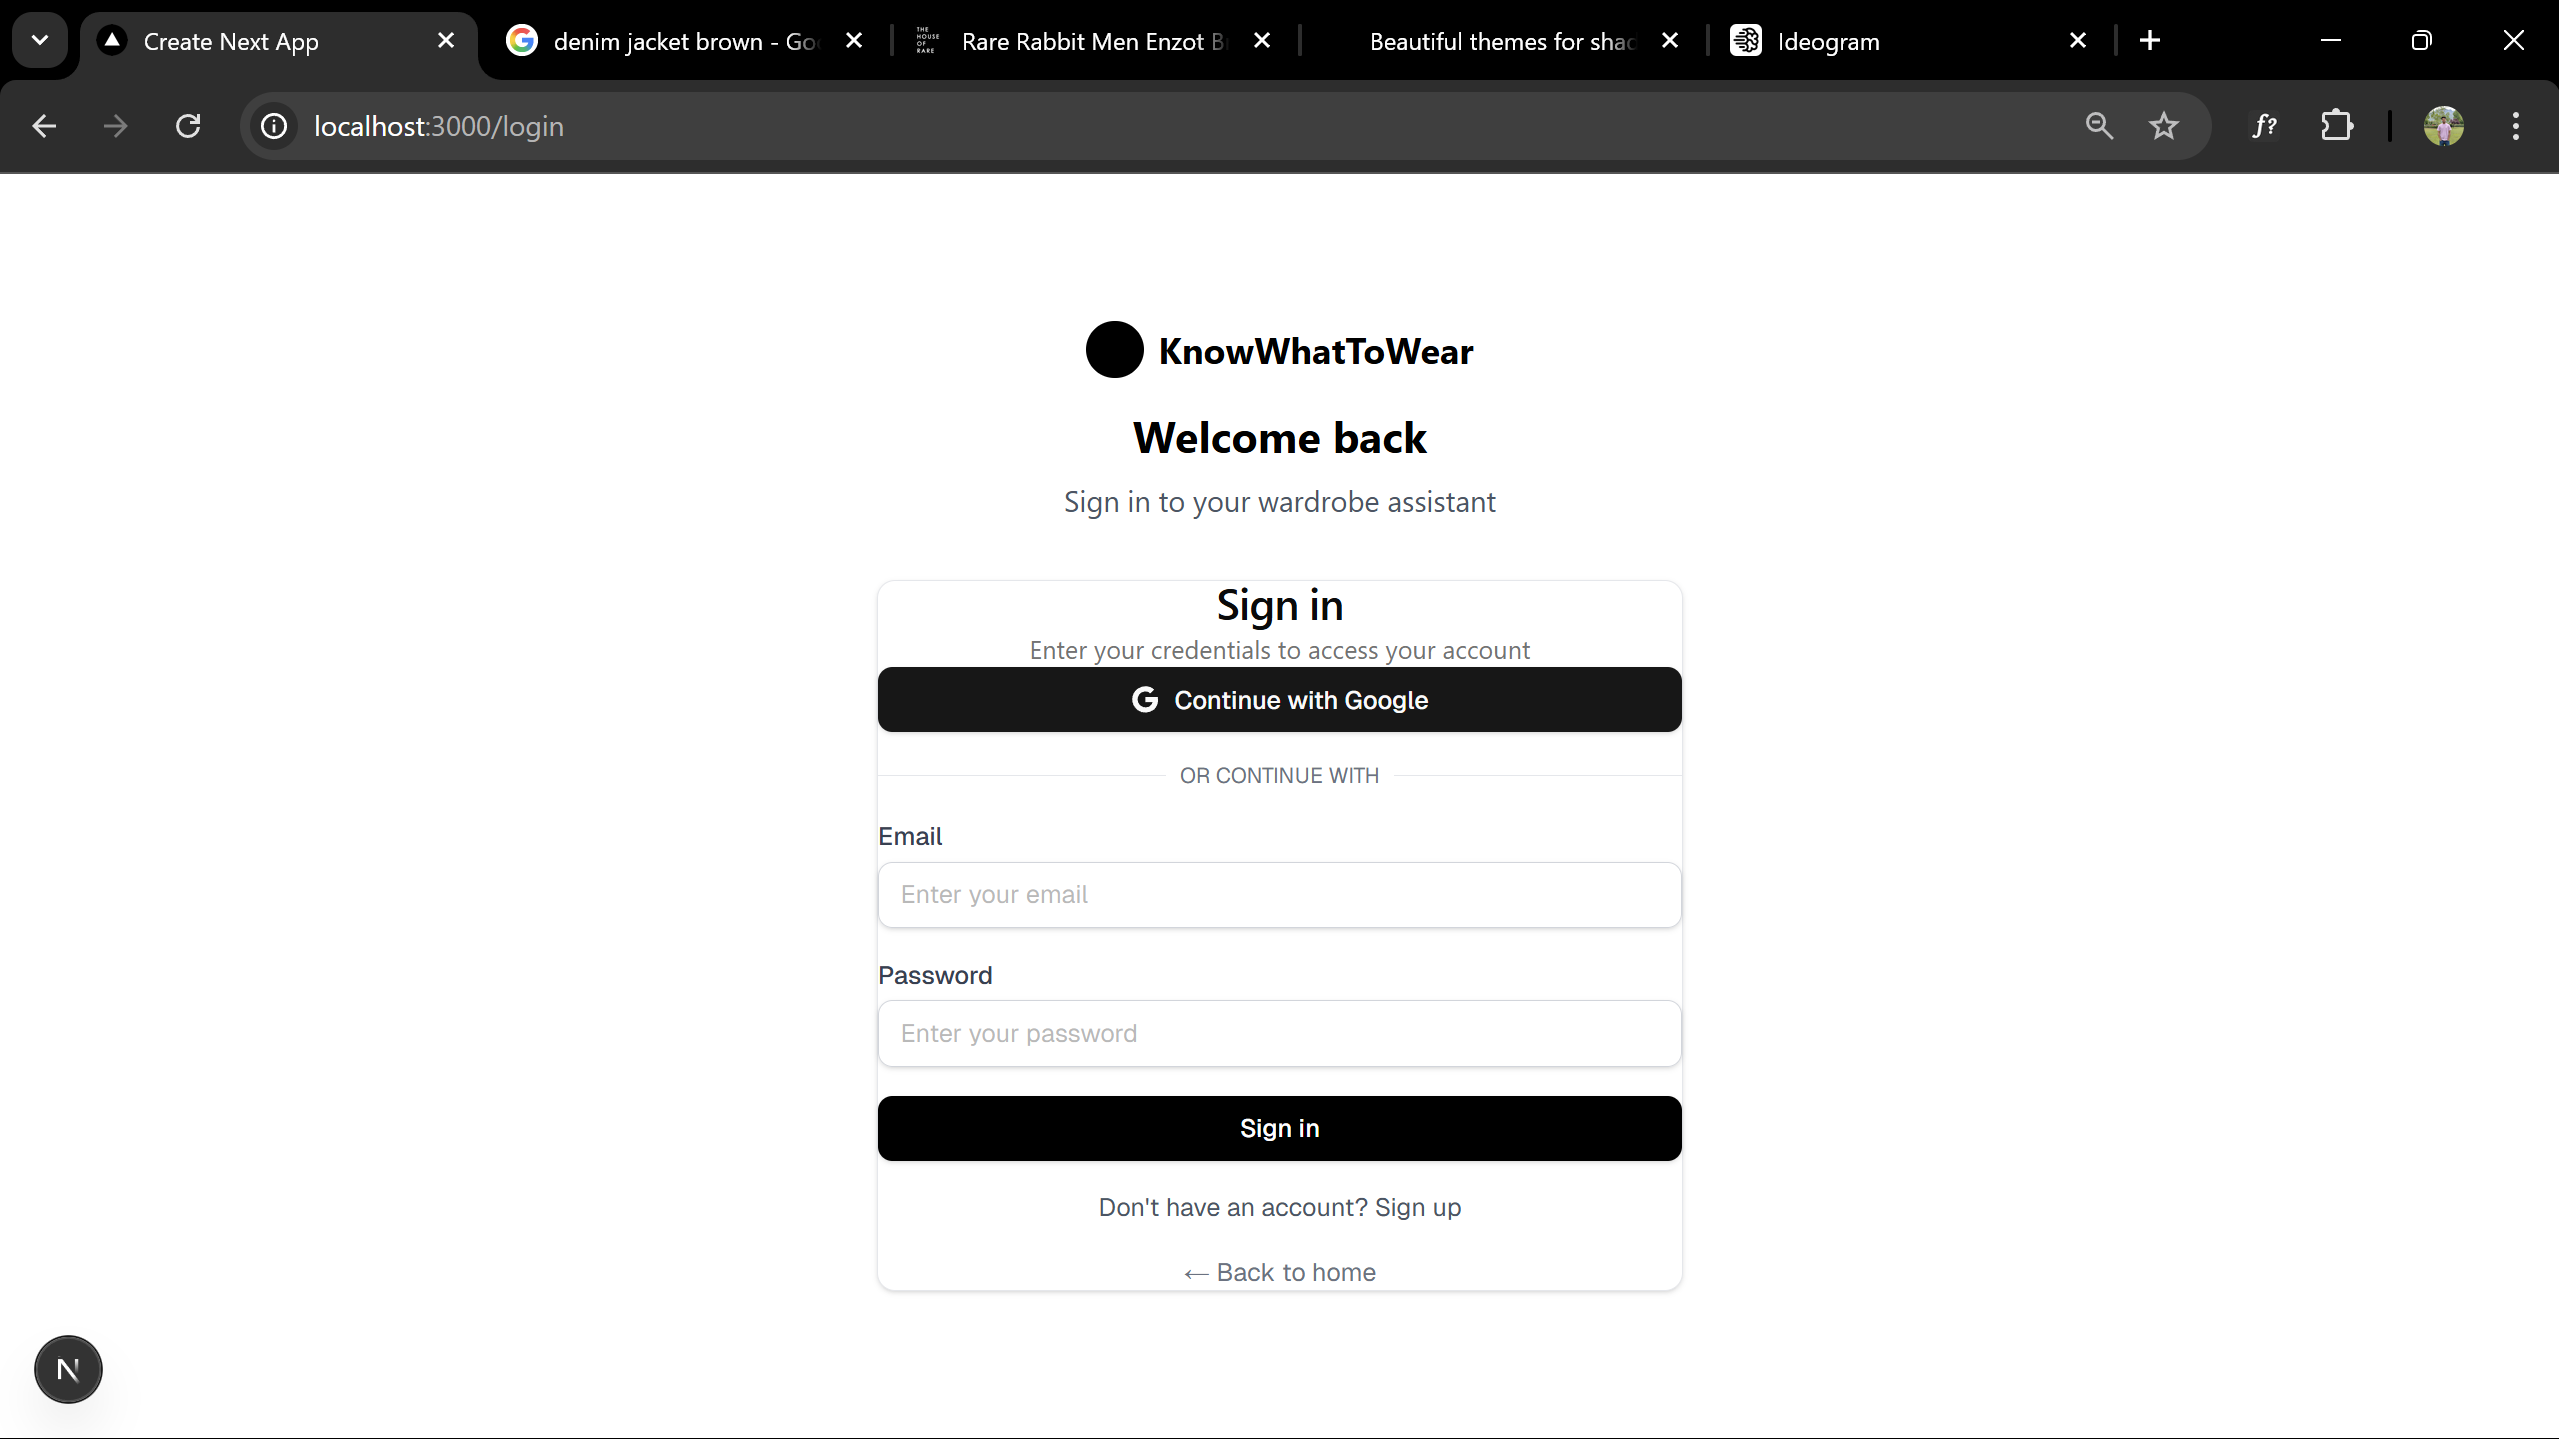 Create Next App
denim jacket brown - Goo
THE HOUSE OF RARE
Rare Rabbit Men Enzot B
Beautiful themes for shad
Ideogram
localhost:3000/login
f?
KnowWhatToWear
Welcome back
Sign in to your wardrobe assistant
Sign in
Enter your credentials to access your account
G Continue with Google
OR CONTINUE WITH
Email
Enter your email
Password
Enter your password
Sign in
Don't have an account? Sign up
← Back to home
N